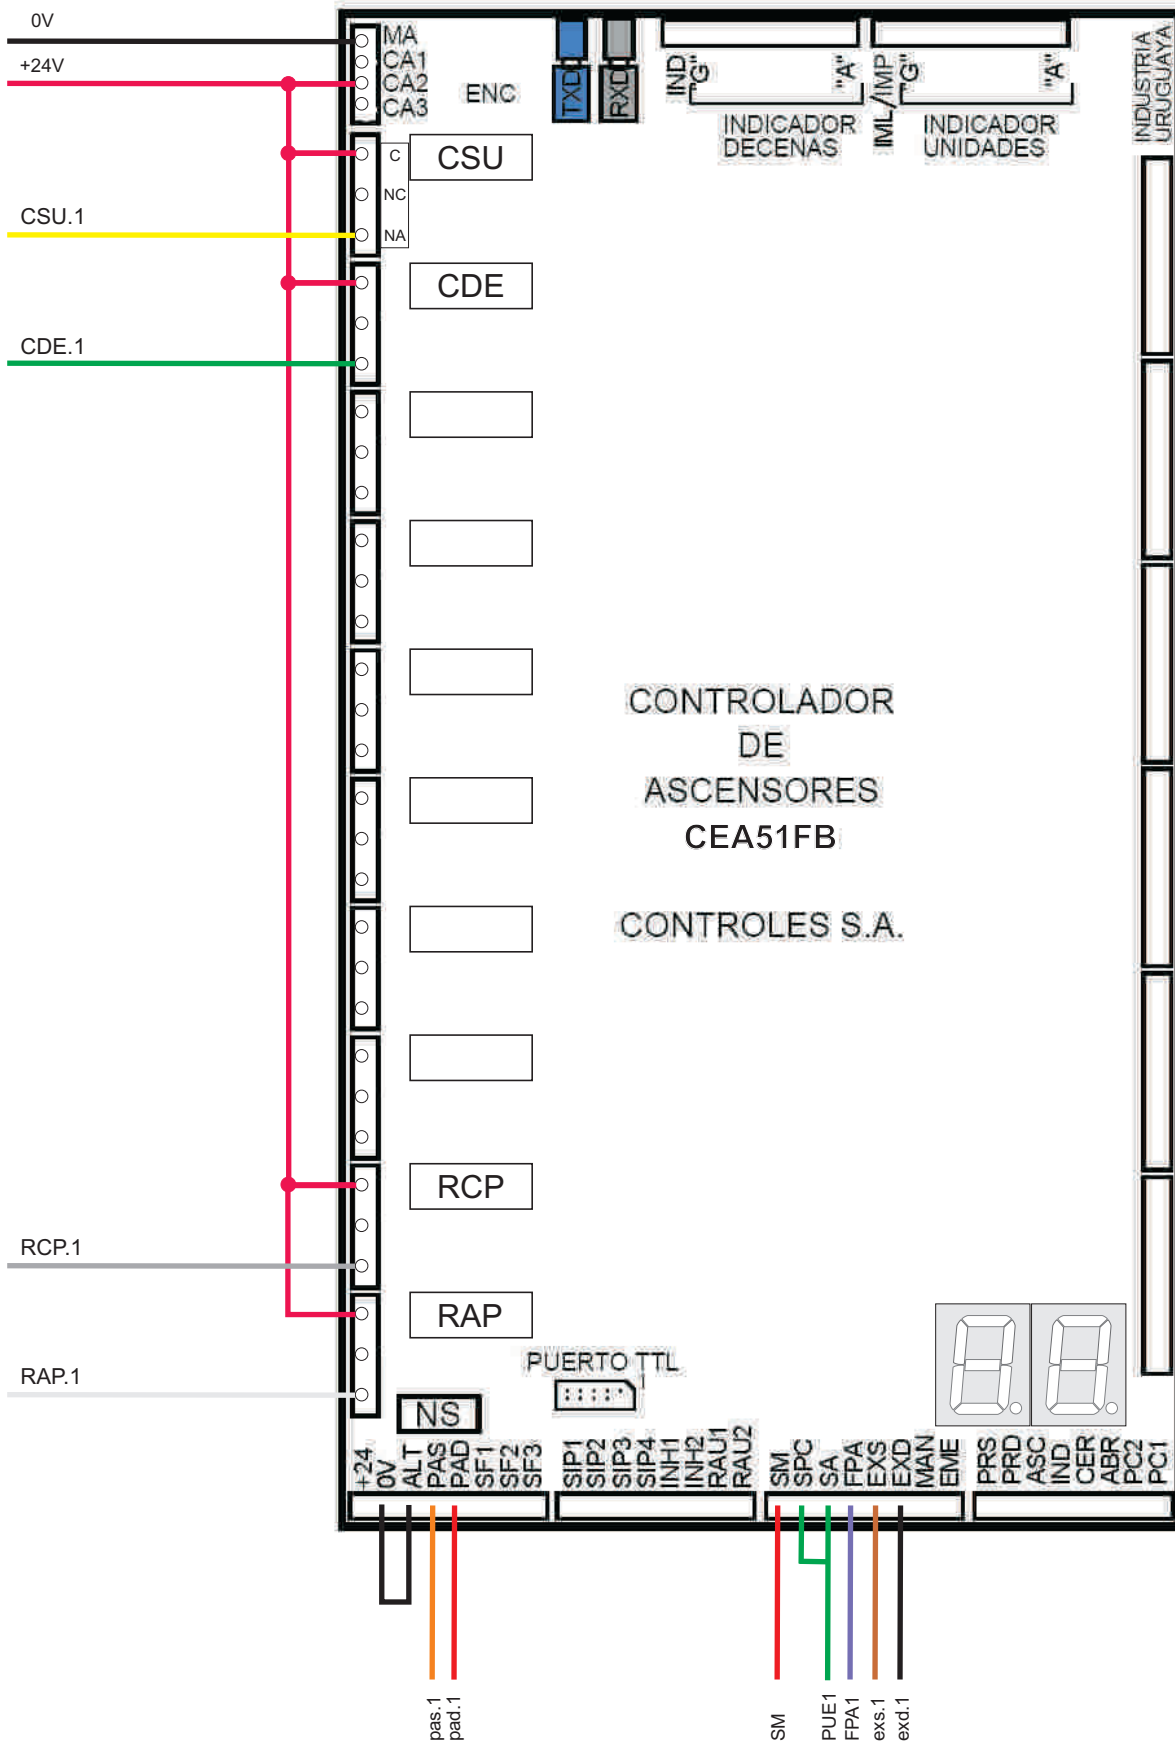 0V
+24V
MA
CA1
CA2
CA3
ENC
TXD
RXD
IND
"G"
"A"
INDICADOR
DECENAS
IML/IMP
"G"
"A"
INDICADOR
UNIDADES
INDUSTRIA
URUGUAYA
C
NC
NA
CSU
CSU.1
CDE
CDE.1
CONTROLADOR
DE
ASCENSORES
CEA51FB
CONTROLES S.A.
RCP
RCP.1
RAP
RAP.1
PUERTO TTL
NS
+24
0V
ALT
PAS
PAD
SF1
SF2
SF3
SIP1
SIP2
SIP3
SIP4
INH1
INH2
RAU1
RAU2
SM
SPC
SA
FPA
EXS
EXD
MAN
EME
PRS
PRD
ASC
IND
CER
ABR
PC2
PC1
pas.1
pad.1
SM
PUE1
FPA1
exs.1
exd.1